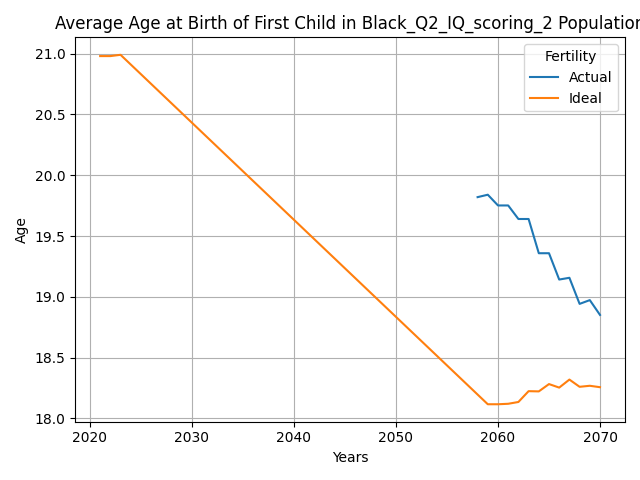 Average Age at Birth of First Child in Black_Q2_IQ_scoring_2 Population
21.0
20.5
20.0
19.5
19.0
18.5
18.0
Age
Fertility
Actual
Ideal
2020 2030 2040 2050 2060 2070
Years